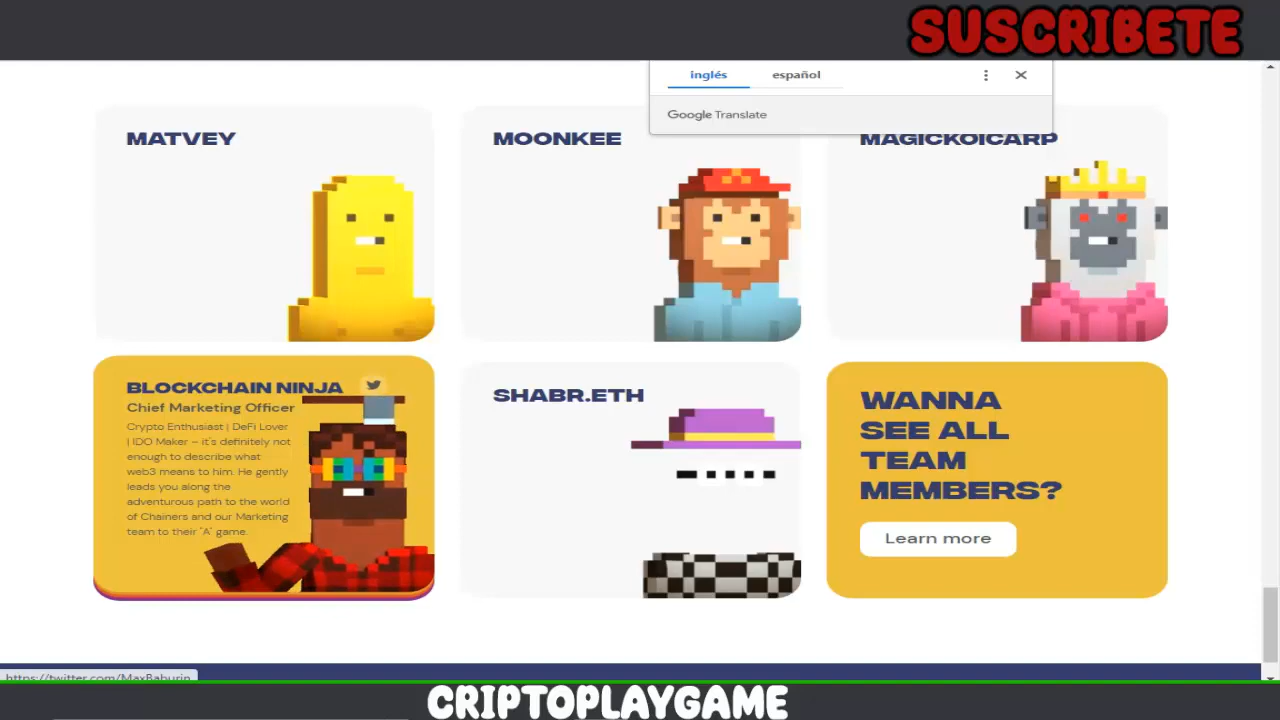 SUSCRIBETE
inglés español
Google Translate
MATVEY
MOONKEE
MAGICKOICARP
BLOCKCHAIN NINJA
Chief Marketing Officer
Crypto Enthusiast | DeFi Lover
| IDO Maker – it's definitely not
enough to describe what
web3 means to him. He gently
leads you along the
adventurous path to the world
of Chainers and our Marketing
team to their "A" game.
SHABR.ETH
WANNA
SEE ALL
TEAM
MEMBERS?
Learn more
https://twitter.com/MaxBaburin
CRIPTOPLAYGAME